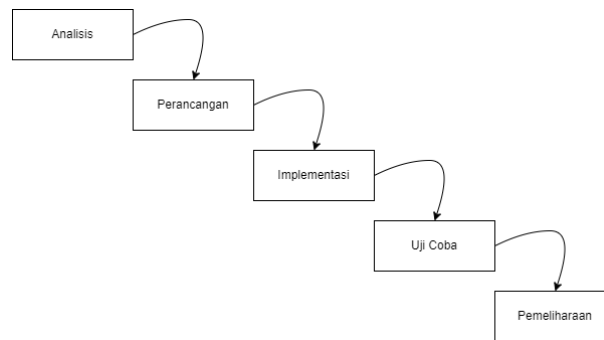 Analisis
Perancangan
Implementasi
Uji Coba
Pemeliharaan